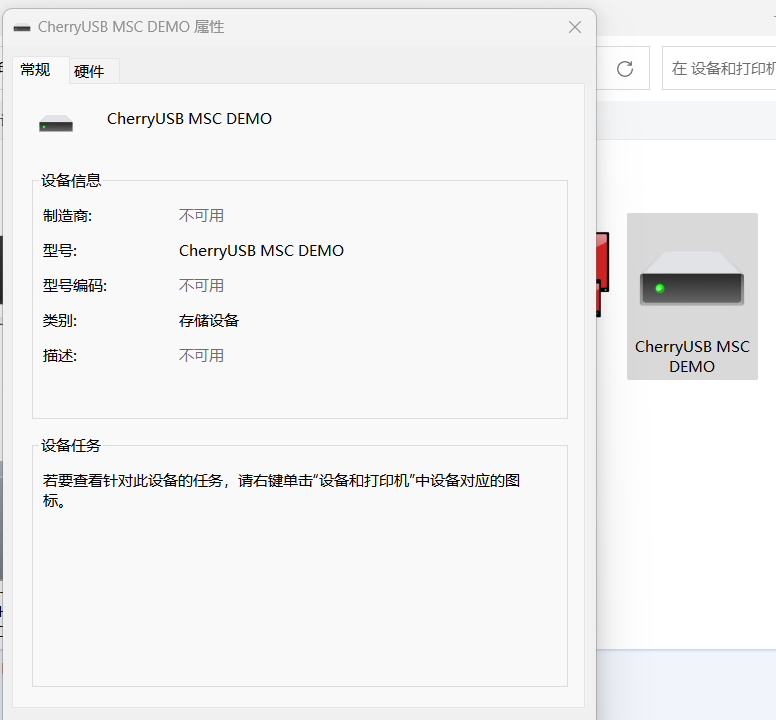 CherryUSB MSC DEMO 属性
常规
硬件
在 设备和打印机
CherryUSB MSC DEMO
设备信息
制造商:
不可用
型号:
CherryUSB MSC DEMO
型号编码:
不可用
类别:
存储设备
描述:
不可用
设备任务
若要查看针对此设备的任务，请右键单击“设备和打印机”中设备对应的图
标。
CherryUSB MSC
DEMO